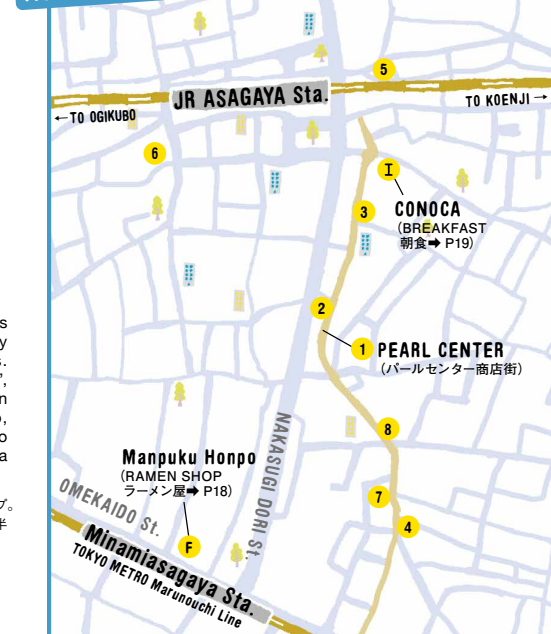 JR ASAGAYA Sta.
5
←TO OGIKUBO
TO KOENJI→
6
I
CONOCA
(BREAKFAST
朝食➡ P19)
3
2
1 PEARL CENTER
(パールセンター商店街)
8
NAKASUGI DORI St.
Manpuku Honpo
(RAMEN SHOP
ラーメン屋➡ P18)
7
4
OMEKAIDO St.
F
Minamiasagaya Sta.
TOKYO METRO Marunouchi Line
s
y
s.
",
n
o
a
プ。
半